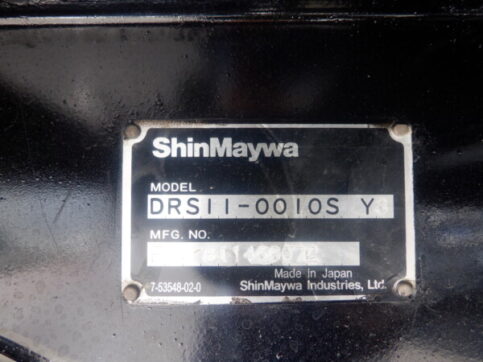 ShinMaywa
MODEL
DRS11-0010S Y
MFG. NO.
Made in Japan
7-53548-02-0 ShinMaywa Industries, Ltd.